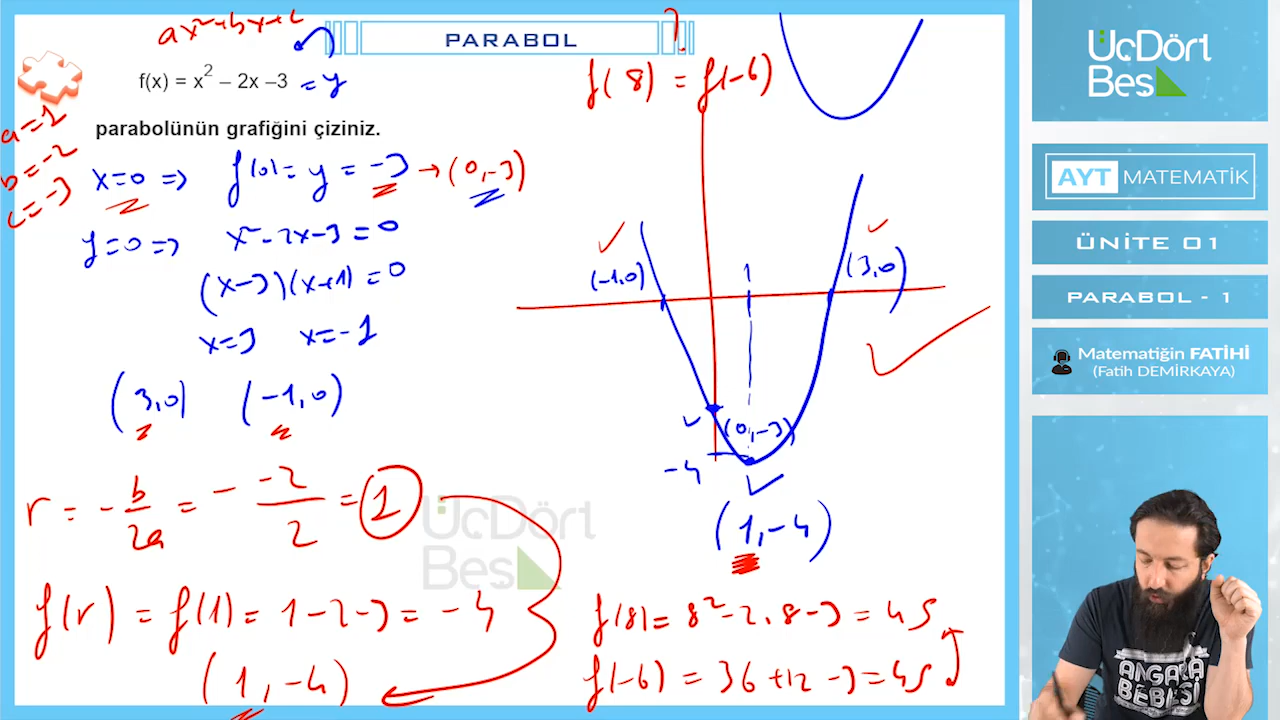 ax²+bx+c
PARABOL
f(x) = x² – 2x –3 = y
parabolünün grafiğini çiziniz.
a=1
b=-2
c=-3
x=0 => f(0) = y = -3 → (0,-3)
y=0 => x²-2x-3=0
(x-3)(x+1)=0
x=3 x=-1
(3,0) (-1,0)
r = -b/2a = - -2/2 = 1
f(r) = f(1) = 1-2-3 = -4
(1,-4)
?
f(8) = f(-6)
(-1,0)
1
(3,0)
(0,-3)
-4
(1,-4)
f(8) = 8²-2.8-3 = 45
f(-6) = 36+12-3 = 45
ÜçDört
Beş
ÜçDört
Beş
AYT MATEMATİK
ÜNİTE 01
PARABOL - 1
Matematiğin FATİHİ
(Fatih DEMİRKAYA)
ANGARA
BEBESİ